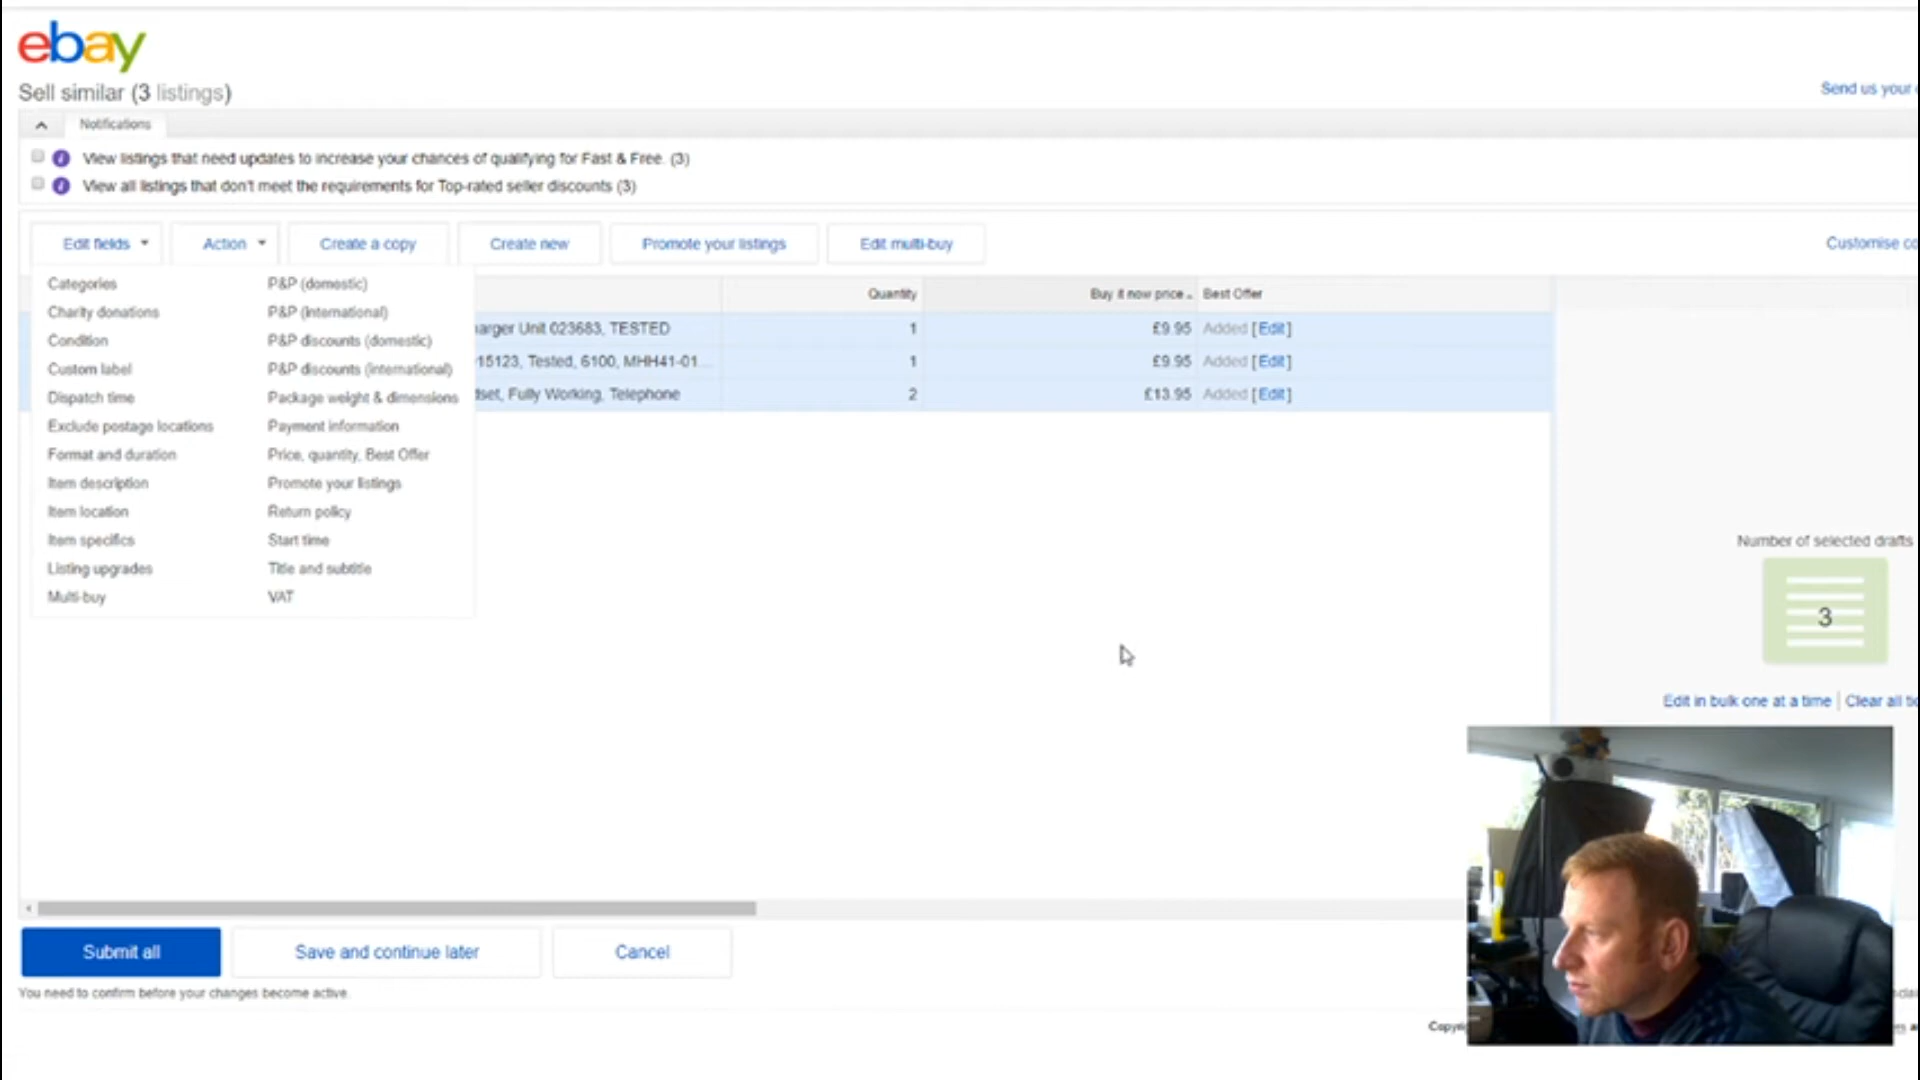 ebay
Sell similar (3 listings)
Send us your
Notifications
View listings that need updates to increase your chances of qualifying for Fast & Free. (3)
View all listings that don't meet the requirements for Top-rated seller discounts (3)
Edit fields Action Create a copy Create new Promote your listings Edit multi-buy Customise co
Categories P&P (domestic)
Charity donations P&P (international)
Condition P&P discounts (domestic)
Custom label P&P discounts (international)
Dispatch time Package weight & dimensions
Exclude postage locations Payment information
Format and duration Price, quantity, Best Offer
Item description Promote your listings
Item location Return policy
Item specifics Start time
Listing upgrades Title and subtitle
Multi-buy VAT
Quantity Buy it now price Best Offer
arger Unit 023683, TESTED 1 £9.95 Added [Edit]
15123, Tested, 6100, MHH41-01... 1 £9.95 Added [Edit]
set, Fully Working, Telephone 2 £13.95 Added [Edit]
Number of selected drafts
3
Edit in bulk one at a time | Clear all tic
Submit all Save and continue later Cancel
You need to confirm before your changes become active.
Copyri